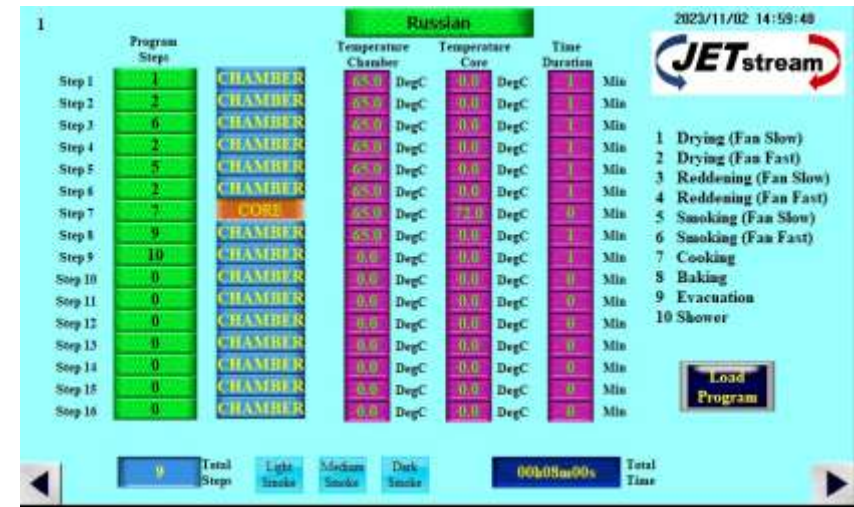 1 Russian 2023/11/02 14:59:40
JETstream
Program Steps Temperature Chamber Temperature Core Time Duration
Step 1 1 CHAMBER 65.0 DegC 0.0 DegC 1 Min
Step 2 2 CHAMBER 65.0 DegC 0.0 DegC 1 Min
Step 3 6 CHAMBER 65.0 DegC 0.0 DegC 1 Min
Step 4 2 CHAMBER 65.0 DegC 0.0 DegC 1 Min
Step 5 5 CHAMBER 65.0 DegC 0.0 DegC 1 Min
Step 6 2 CHAMBER 65.0 DegC 0.0 DegC 1 Min
Step 7 7 CORE 65.0 DegC 72.0 DegC 0 Min
Step 8 9 CHAMBER 65.0 DegC 0.0 DegC 1 Min
Step 9 10 CHAMBER 0.0 DegC 0.0 DegC 1 Min
Step 10 0 CHAMBER 0.0 DegC 0.0 DegC 0 Min
Step 11 0 CHAMBER 0.0 DegC 0.0 DegC 0 Min
Step 12 0 CHAMBER 0.0 DegC 0.0 DegC 0 Min
Step 13 0 CHAMBER 0.0 DegC 0.0 DegC 0 Min
Step 14 0 CHAMBER 0.0 DegC 0.0 DegC 0 Min
Step 15 0 CHAMBER 0.0 DegC 0.0 DegC 0 Min
Step 16 0 CHAMBER 0.0 DegC 0.0 DegC 0 Min
1 Drying (Fan Slow)
2 Drying (Fan Fast)
3 Reddening (Fan Slow)
4 Reddening (Fan Fast)
5 Smoking (Fan Slow)
6 Smoking (Fan Fast)
7 Cooking
8 Baking
9 Evacuation
10 Shower
Load
Program
9 Total Steps Light Smoke Medium Smoke Dark Smoke 00h08m00s Total Time